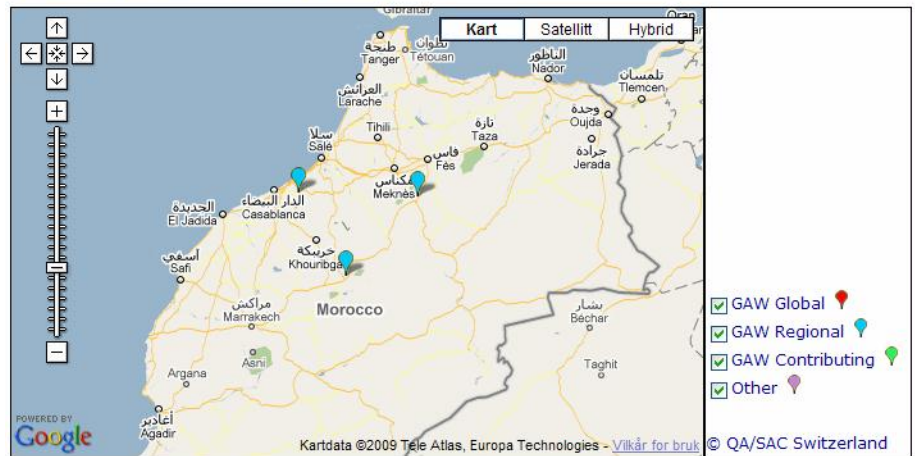 Gibraltar
Kart Satellitt Hybrid
Oran
طنجة
Tanger
تطوان
Tétouan
الناظور
Nador
تلمسان
Tlemcen
العرائش
Larache
وجدة
Oujda
سلا
Salé
Tihili
تازة
Taza
جرادة
Jerada
فاس
Fès
مكناس
Meknès
الدار البيضاء
Casablanca
الجديدة
El Jadida
خريبكة
Khouribga
أسفي
Safi
مراكش
Marrakech
Morocco
بشار
Béchar
Asni
Argana
Taghit
أغادير
Agadir
GAW Global
GAW Regional
GAW Contributing
Other
POWERED BY
Google
Kartdata ©2009 Tele Atlas, Europa Technologies - Vilkår for bruk
© QA/SAC Switzerland